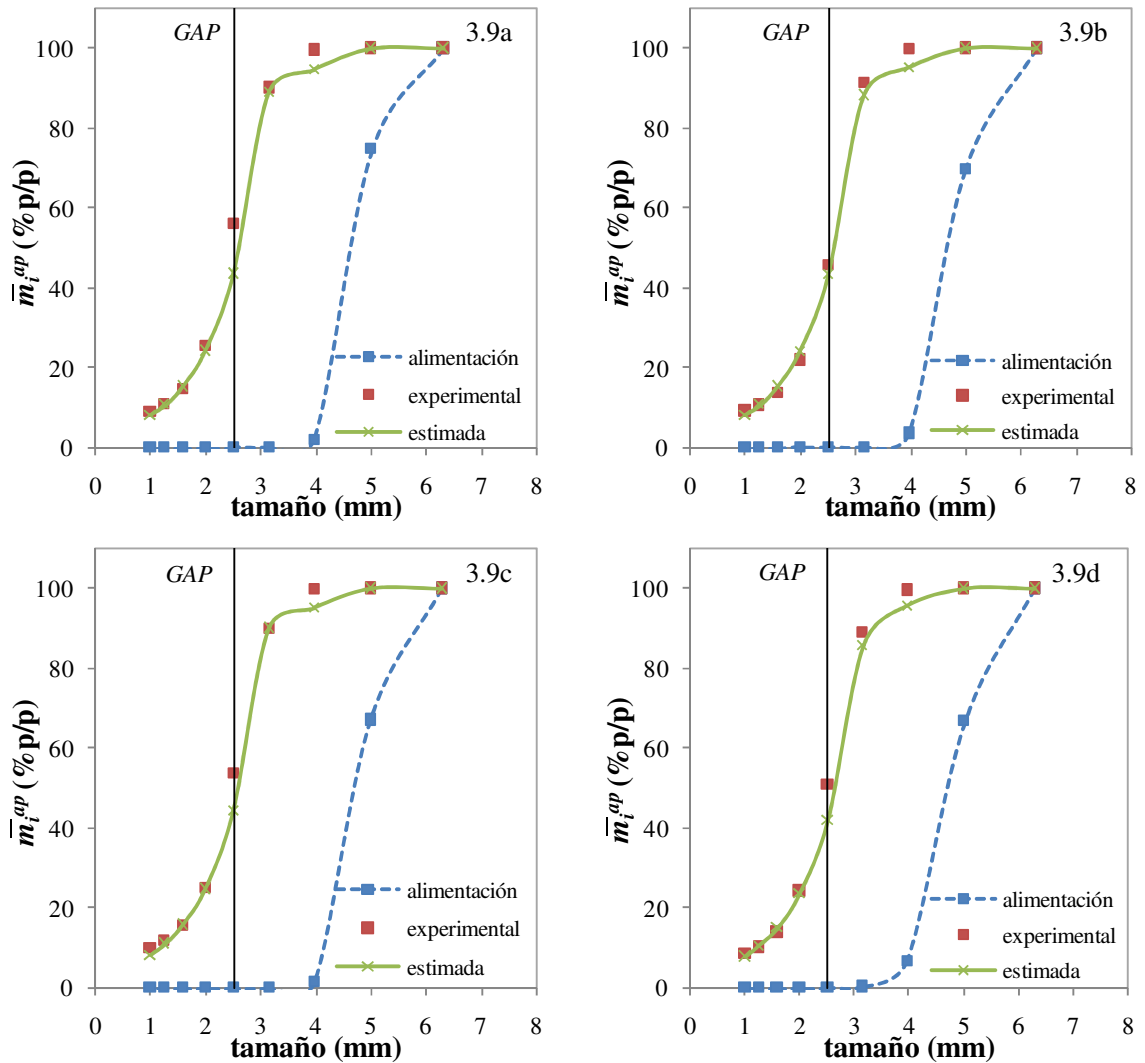 GAP
3.9a
100
80
60
40
20
0
m̅ᵢᵃᵖ (%p/p)
alimentación
experimental
estimada
0 1 2 3 4 5 6 7 8
tamaño (mm)
GAP
3.9b
100
80
60
40
20
0
m̅ᵢᵃᵖ (%p/p)
alimentación
experimental
estimada
0 1 2 3 4 5 6 7 8
tamaño (mm)
GAP
3.9c
100
80
60
40
20
0
m̅ᵢᵃᵖ (%p/p)
alimentación
experimental
estimada
0 1 2 3 4 5 6 7 8
tamaño (mm)
GAP
3.9d
100
80
60
40
20
0
m̅ᵢᵃᵖ (%p/p)
alimentación
experimental
estimada
0 1 2 3 4 5 6 7 8
tamaño (mm)